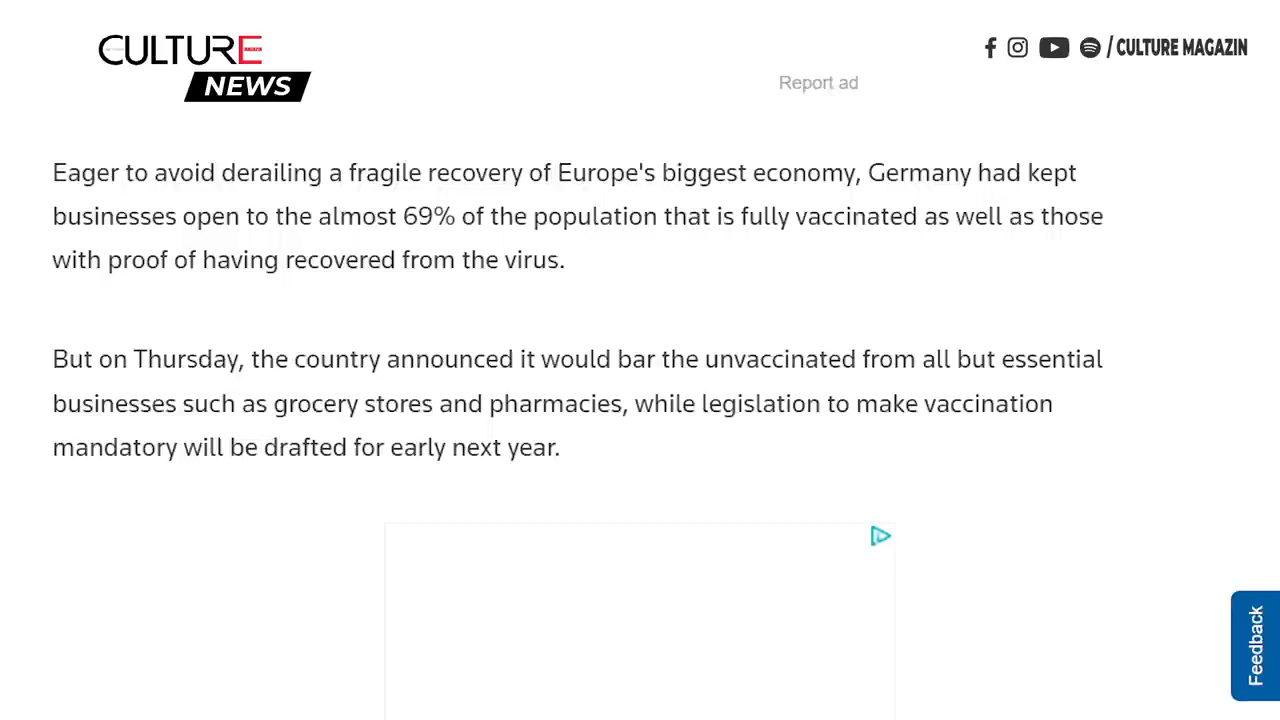 CULTURE
NEWS
/ CULTURE MAGAZIN
Report ad
Eager to avoid derailing a fragile recovery of Europe's biggest economy, Germany had kept
businesses open to the almost 69% of the population that is fully vaccinated as well as those
with proof of having recovered from the virus.
But on Thursday, the country announced it would bar the unvaccinated from all but essential
businesses such as grocery stores and pharmacies, while legislation to make vaccination
mandatory will be drafted for early next year.
Feedback